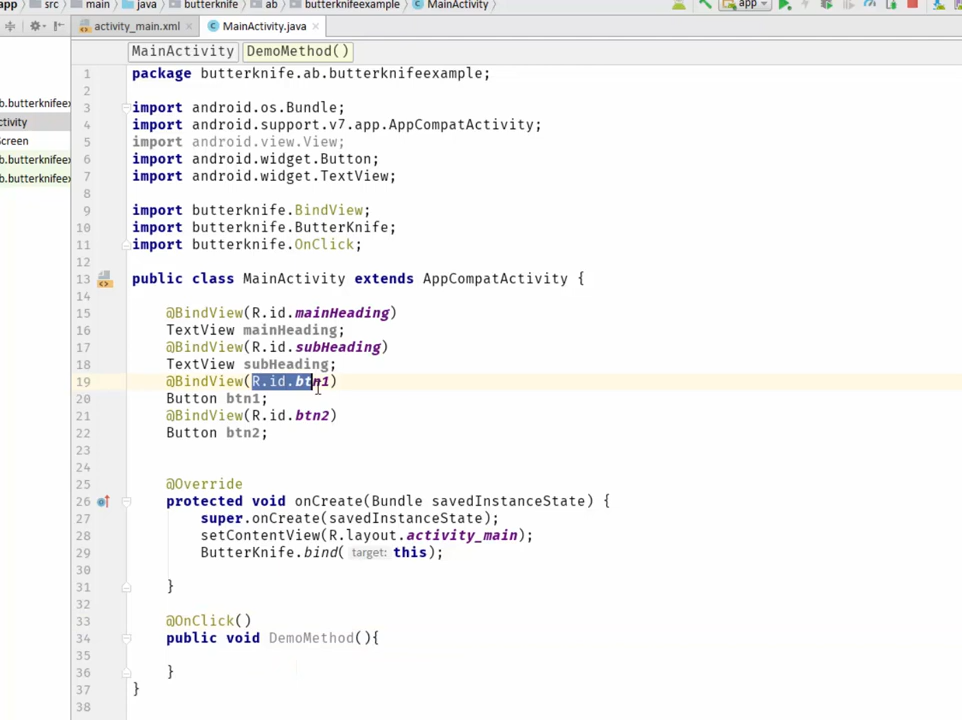 app src main java butterknife ab butterknifeexample MainActivity app
activity_main.xml MainActivity.java
MainActivity DemoMethod()
1 package butterknife.ab.butterknifeexample;
2
3 import android.os.Bundle;
4 import android.support.v7.app.AppCompatActivity;
5 import android.view.View;
6 import android.widget.Button;
7 import android.widget.TextView;
8
9 import butterknife.BindView;
10 import butterknife.ButterKnife;
11 import butterknife.OnClick;
12
13 public class MainActivity extends AppCompatActivity {
14
15 @BindView(R.id.mainHeading)
16 TextView mainHeading;
17 @BindView(R.id.subHeading)
18 TextView subHeading;
19 @BindView(R.id.btn1)
20 Button btn1;
21 @BindView(R.id.btn2)
22 Button btn2;
23
24
25 @Override
26 protected void onCreate(Bundle savedInstanceState) {
27 super.onCreate(savedInstanceState);
28 setContentView(R.layout.activity_main);
29 ButterKnife.bind( target: this);
30
31 }
32
33 @OnClick()
34 public void DemoMethod(){
35
36 }
37 }
38
b.butterknifeex
ctivity
Screen
b.butterknifeex
b.butterknifeex